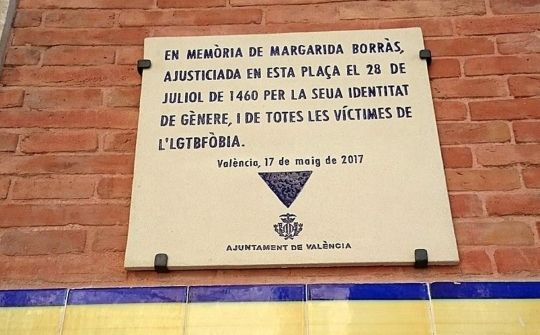 EN MEMÒRIA DE MARGARIDA BORRÀS,
AJUSTICIADA EN ESTA PLAÇA EL 28 DE
JULIOL DE 1460 PER LA SEUA IDENTITAT
DE GÈNERE, I DE TOTES LES VÍCTIMES DE
L'LGTBFÒBIA.
València, 17 de maig de 2017
AJUNTAMENT DE VALÈNCIA